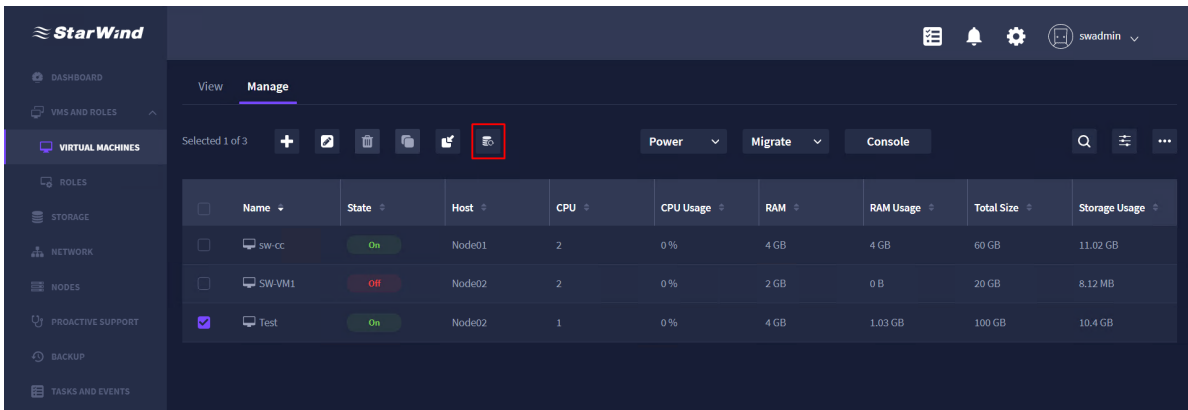 StarWind
swadmin
DASHBOARD
VMS AND ROLES
VIRTUAL MACHINES
ROLES
STORAGE
NETWORK
NODES
PROACTIVE SUPPORT
BACKUP
TASKS AND EVENTS
View Manage
Selected 1 of 3 Power Migrate Console
Name State Host CPU CPU Usage RAM RAM Usage Total Size Storage Usage
sw-cc On Node01 2 0 % 4 GB 4 GB 60 GB 11.02 GB
SW-VM1 Off Node02 2 0 % 2 GB 0 B 20 GB 8.12 MB
Test On Node02 1 0 % 4 GB 1.03 GB 100 GB 10.4 GB